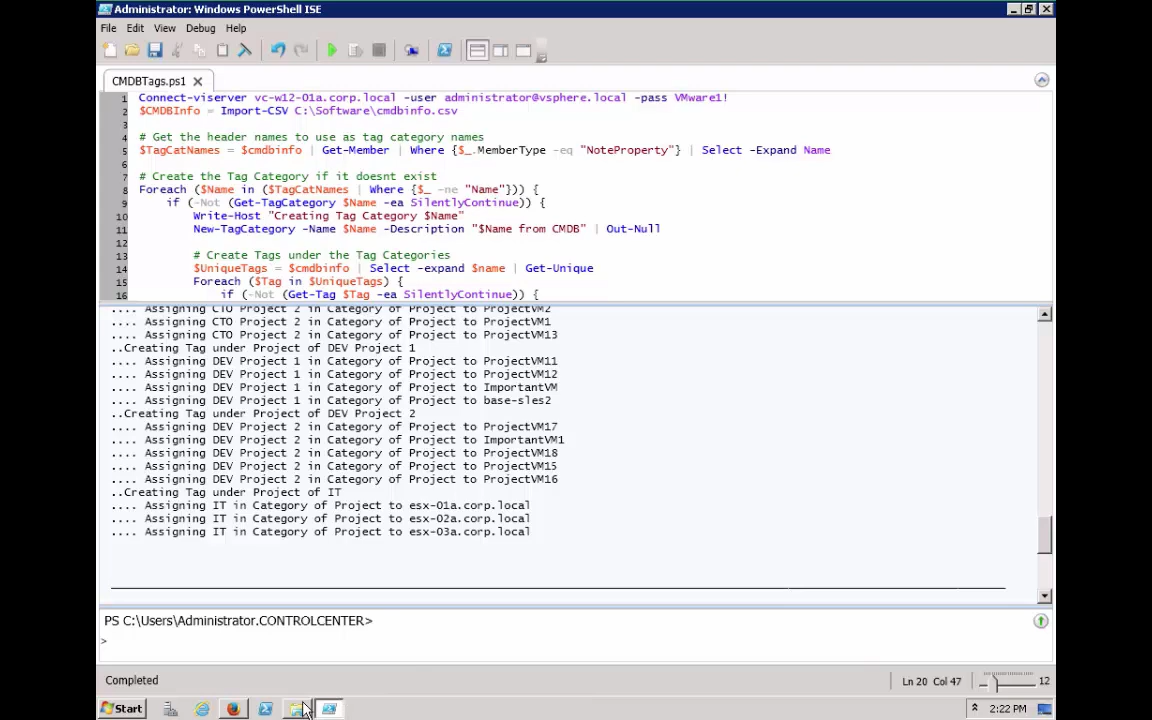 Administrator: Windows PowerShell ISE
File Edit View Debug Help
CMDBTags.ps1
1 Connect-viserver vc-w12-01a.corp.local -user administrator@vsphere.local -pass VMware1!
2 $CMDBInfo = Import-CSV C:\Software\cmdbinfo.csv
3
4 # Get the header names to use as tag category names
5 $TagCatNames = $cmdbinfo | Get-Member | Where {$_.MemberType -eq "NoteProperty"} | Select -Expand Name
6
7 # Create the Tag Category if it doesnt exist
8 Foreach ($Name in ($TagCatNames | Where {$_ -ne "Name"})) {
9 if (-Not (Get-TagCategory $Name -ea SilentlyContinue)) {
10 Write-Host "Creating Tag Category $Name"
11 New-TagCategory -Name $Name -Description "$Name from CMDB" | Out-Null
12
13 # Create Tags under the Tag Categories
14 $UniqueTags = $cmdbinfo | Select -expand $name | Get-Unique
15 Foreach ($Tag in $UniqueTags) {
16 if (-Not (Get-Tag $Tag -ea SilentlyContinue)) {
.... Assigning CTO Project 2 in Category of Project to ProjectVM2
.... Assigning CTO Project 2 in Category of Project to ProjectVM1
.... Assigning CTO Project 2 in Category of Project to ProjectVM13
..Creating Tag under Project of DEV Project 1
.... Assigning DEV Project 1 in Category of Project to ProjectVM11
.... Assigning DEV Project 1 in Category of Project to ProjectVM12
.... Assigning DEV Project 1 in Category of Project to ImportantVM
.... Assigning DEV Project 1 in Category of Project to base-sles2
..Creating Tag under Project of DEV Project 2
.... Assigning DEV Project 2 in Category of Project to ProjectVM17
.... Assigning DEV Project 2 in Category of Project to ImportantVM1
.... Assigning DEV Project 2 in Category of Project to ProjectVM18
.... Assigning DEV Project 2 in Category of Project to ProjectVM15
.... Assigning DEV Project 2 in Category of Project to ProjectVM16
..Creating Tag under Project of IT
.... Assigning IT in Category of Project to esx-01a.corp.local
.... Assigning IT in Category of Project to esx-02a.corp.local
.... Assigning IT in Category of Project to esx-03a.corp.local
PS C:\Users\Administrator.CONTROLCENTER>
>
Completed Ln 20 Col 47 12
Start 2:22 PM